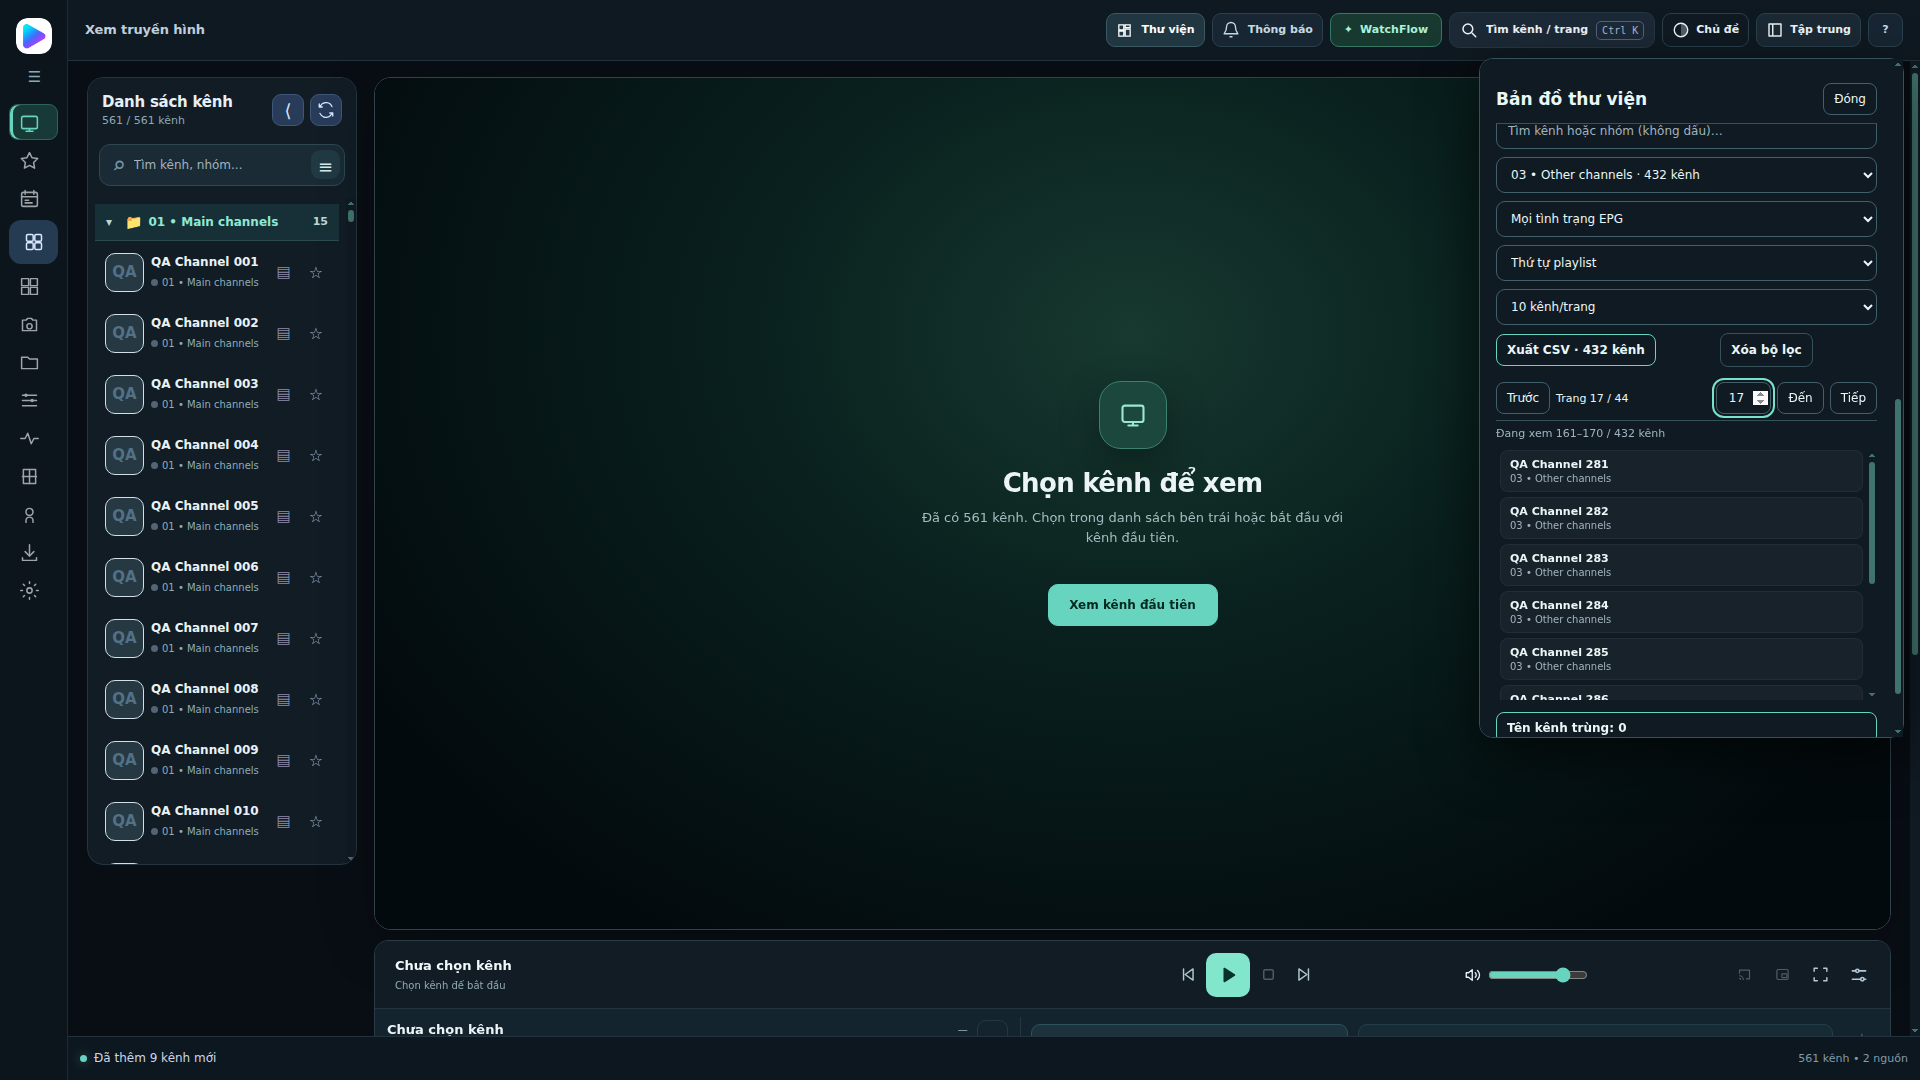 Xem truyền hình
Thư viện
Thông báo
WatchFlow
Tìm kênh / trang
Ctrl K
Chủ đề
Tập trung
?
Danh sách kênh
561 / 561 kênh
Tìm kênh, nhóm...
01 • Main channels
15
QA
QA Channel 001
01 • Main channels
QA
QA Channel 002
01 • Main channels
QA
QA Channel 003
01 • Main channels
QA
QA Channel 004
01 • Main channels
QA
QA Channel 005
01 • Main channels
QA
QA Channel 006
01 • Main channels
QA
QA Channel 007
01 • Main channels
QA
QA Channel 008
01 • Main channels
QA
QA Channel 009
01 • Main channels
QA
QA Channel 010
01 • Main channels
Chọn kênh để xem
Đã có 561 kênh. Chọn trong danh sách bên trái hoặc bắt đầu với
kênh đầu tiên.
Xem kênh đầu tiên
Bản đồ thư viện
Đóng
Tìm kênh hoặc nhóm (không dấu)...
03 • Other channels · 432 kênh
Mọi tình trạng EPG
Thứ tự playlist
10 kênh/trang
Xuất CSV · 432 kênh
Xóa bộ lọc
Trước
Trang 17 / 44
17
Đến
Tiếp
Đang xem 161–170 / 432 kênh
QA Channel 281
03 • Other channels
QA Channel 282
03 • Other channels
QA Channel 283
03 • Other channels
QA Channel 284
03 • Other channels
QA Channel 285
03 • Other channels
QA Channel 286
Tên kênh trùng: 0
Chưa chọn kênh
Chọn kênh để bắt đầu
Chưa chọn kênh
Đã thêm 9 kênh mới
561 kênh • 2 nguồn